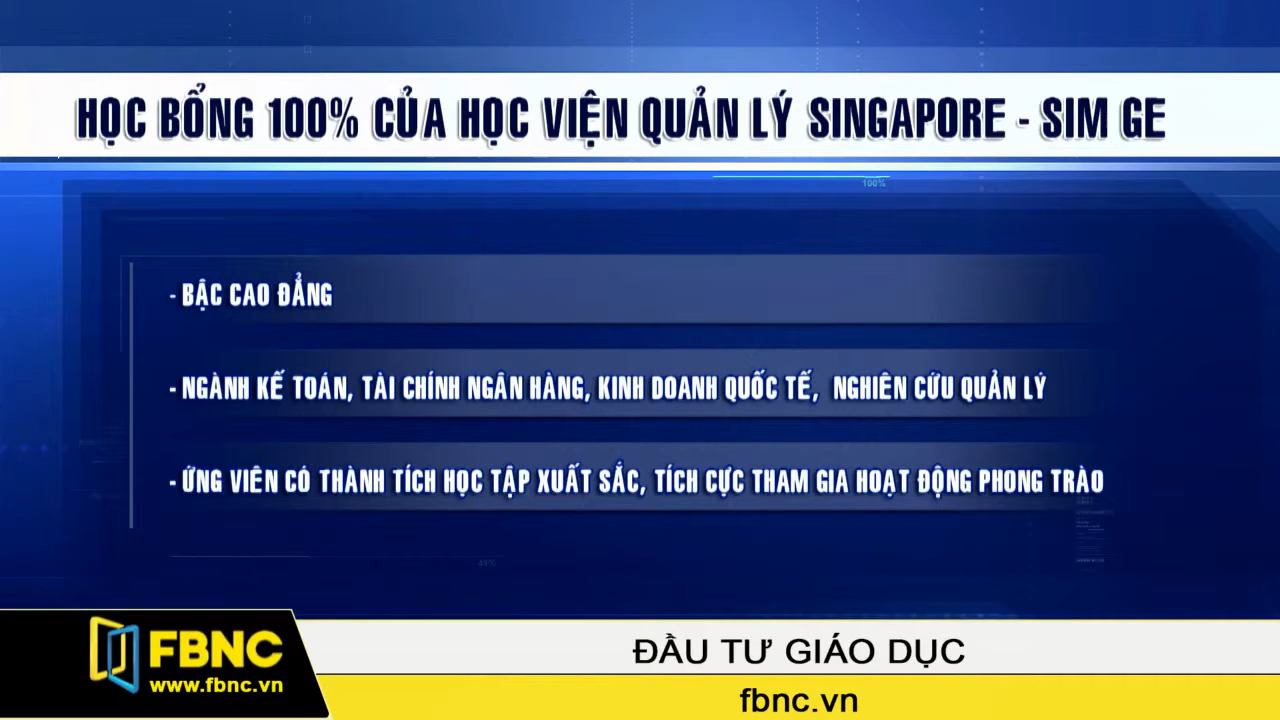 HỌC BỔNG 100% CỦA HỌC VIỆN QUẢN LÝ SINGAPORE - SIM GE
100%
- BẬC CAO ĐẲNG
- NGÀNH KẾ TOÁN, TÀI CHÍNH NGÂN HÀNG, KINH DOANH QUỐC TẾ, NGHIÊN CỨU QUẢN LÝ
- ỨNG VIÊN CÓ THÀNH TÍCH HỌC TẬP XUẤT SẮC, TÍCH CỰC THAM GIA HOẠT ĐỘNG PHONG TRÀO
41%
FBNC
www.fbnc.vn
ĐẦU TƯ GIÁO DỤC
fbnc.vn